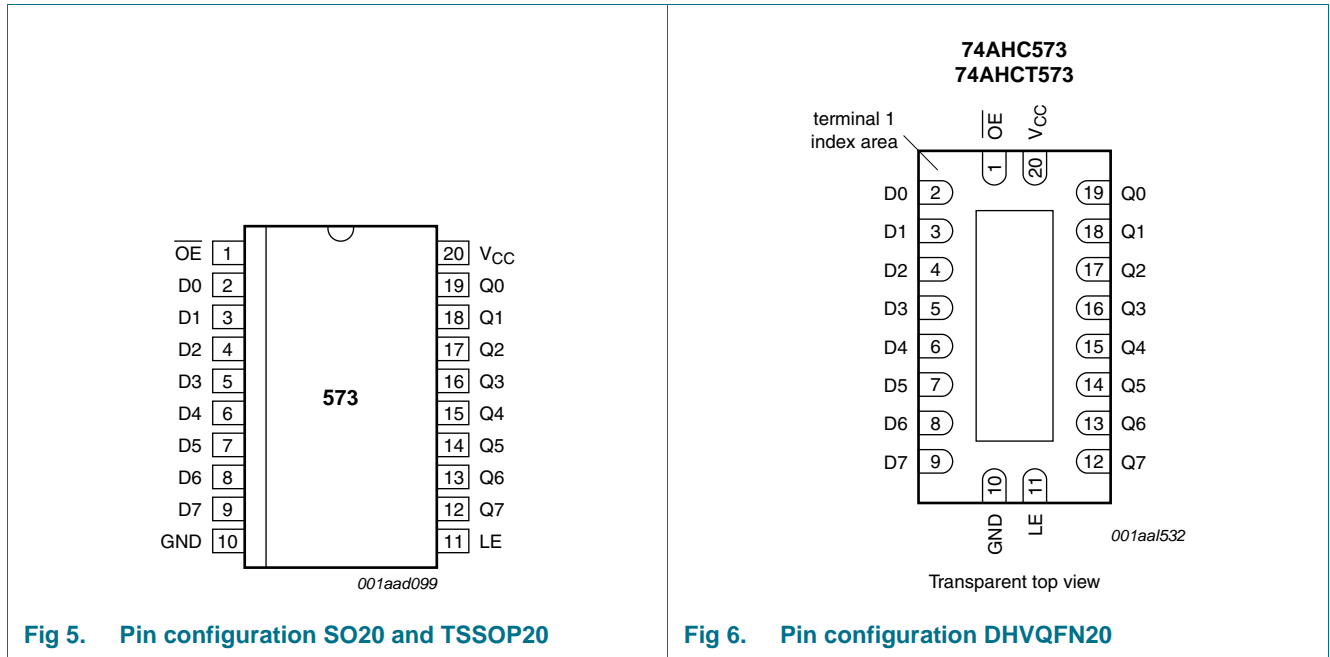 OE 1 20 VCC
D0 2 19 Q0
D1 3 18 Q1
D2 4 17 Q2
D3 5 16 Q3
573
D4 6 15 Q4
D5 7 14 Q5
D6 8 13 Q6
D7 9 12 Q7
GND 10 11 LE
001aad099
Fig 5. Pin configuration SO20 and TSSOP20
74AHC573
74AHCT573
terminal 1
index area
OE VCC
1 20
D0 2 19 Q0
D1 3 18 Q1
D2 4 17 Q2
D3 5 16 Q3
D4 6 15 Q4
D5 7 14 Q5
D6 8 13 Q6
D7 9 12 Q7
10 11
GND LE
001aal532
Transparent top view
Fig 6. Pin configuration DHVQFN20